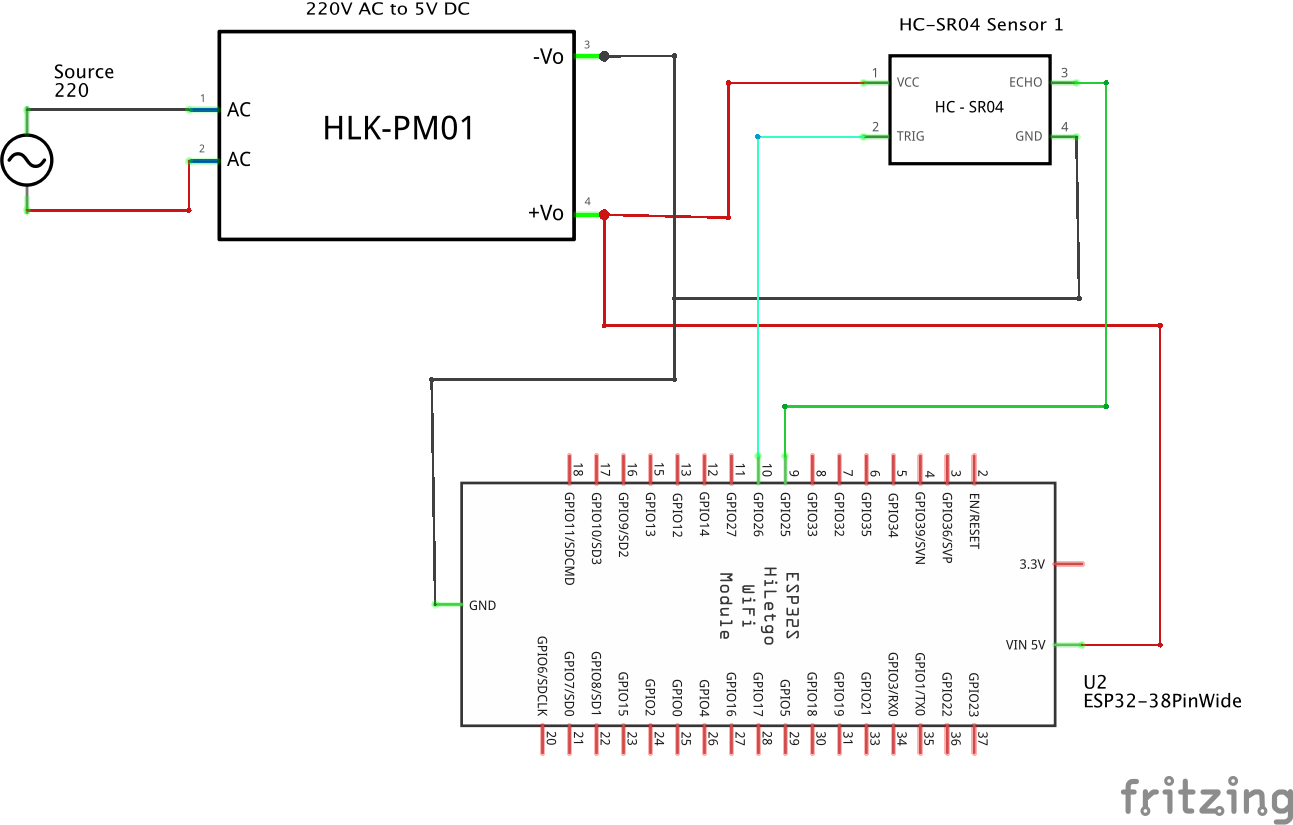 220V AC to 5V DC
HC-SR04 Sensor 1
Source
220
1
AC
2
AC
HLK-PM01
-Vo
3
+Vo
4
1
VCC
2
TRIG
HC - SR04
ECHO
3
GND
4
18
17
16
15
13
12
14
11
10
9
8
7
6
5
4
3
2
GPIO11/SDCMD
GPIO10/SD3
GPIO9/SD2
GPIO13
GPIO12
GPIO14
GPIO27
GPIO26
GPIO25
GPIO33
GPIO32
GPIO35
GPIO34
GPIO39/SVN
GPIO36/SVP
EN/RESET
3.3V
GND
ESP32S
HiLetgo
WiFi
Module
VIN 5V
GPIO6/SDCLK
GPIO7/SD0
GPIO8/SD1
GPIO15
GPIO2
GPIO0
GPIO4
GPIO16
GPIO17
GPIO5
GPIO18
GPIO19
GPIO21
GPIO3/RX0
GPIO1/TX0
GPIO22
GPIO23
20
21
22
23
24
25
26
27
28
29
30
31
33
34
35
36
37
U2
ESP32-38PinWide
fritzing